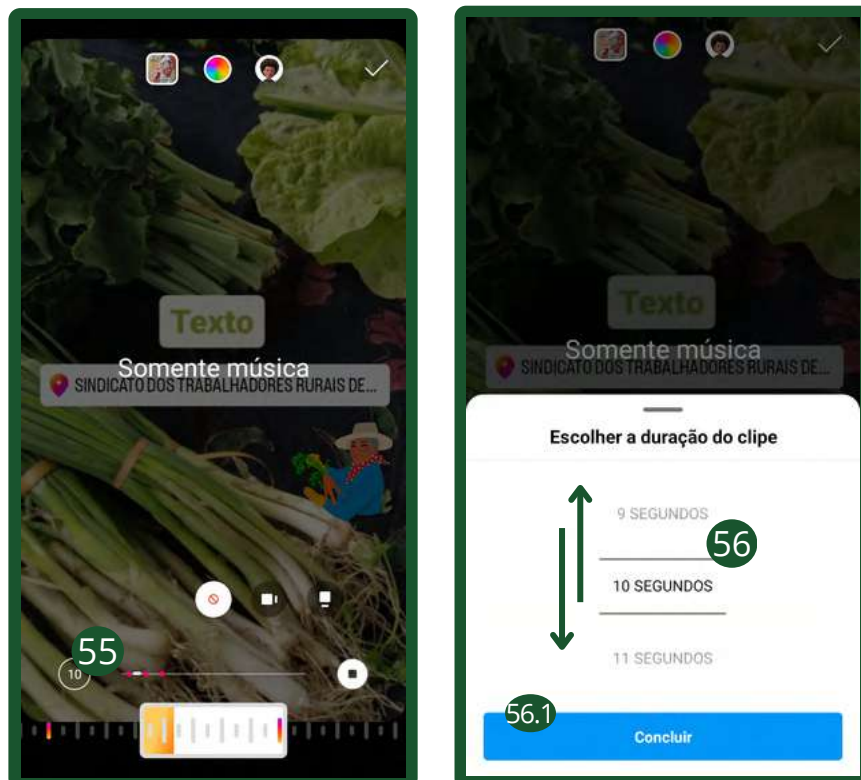 Texto
Somente música
SINDICATO DOS TRABALHADORES RURAIS DE...
55
10
Texto
Somente música
SINDICATO DOS TRABALHADORES RURAIS DE...
Escolher a duração do clipe
9 SEGUNDOS
56
10 SEGUNDOS
11 SEGUNDOS
56.1
Concluir